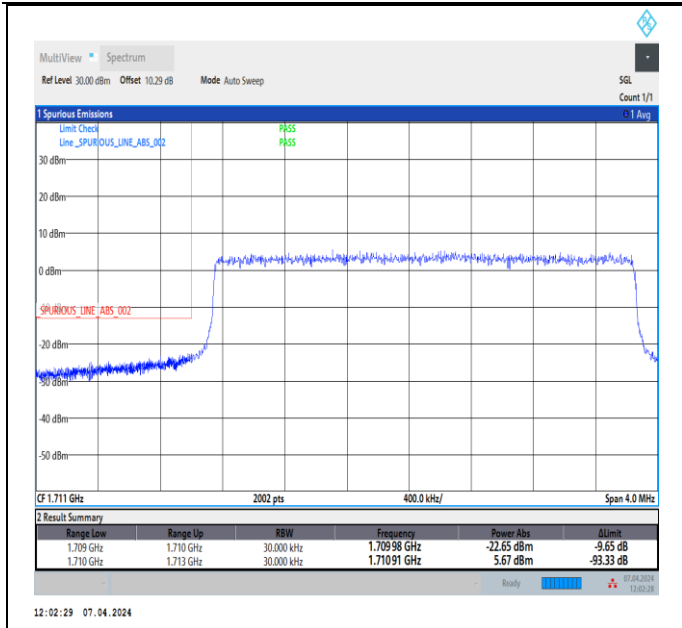 MultiView Spectrum
Ref Level 30.00 dBm Offset 10.29 dB Mode Auto Sweep SGL
Count 1/1
1 Spurious Emissions 1 Avg
Limit Check PASS
Line _SPURIOUS_LINE_ABS_002 PASS
30 dBm
20 dBm
10 dBm
0 dBm
_SPURIOUS_LINE_ABS_002
-20 dBm
-30 dBm
-40 dBm
-50 dBm
CF 1.711 GHz 2002 pts 400.0 kHz/ Span 4.0 MHz
2 Result Summary
Range Low Range Up RBW Frequency Power Abs ΔLimit
1.709 GHz 1.710 GHz 30.000 kHz 1.70998 GHz -22.65 dBm -9.65 dB
1.710 GHz 1.713 GHz 30.000 kHz 1.71091 GHz 5.67 dBm -93.33 dB
Ready 07.04.2024
12:02:28
12:02:29 07.04.2024